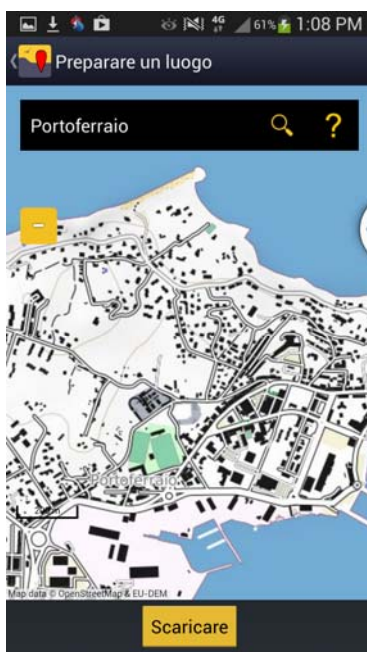 4G 61% 1:08 PM
Preparare un luogo
Portoferraio ?
-
Portoferraio
Map data © OpenStreetMap & EU-DEM
Scaricare